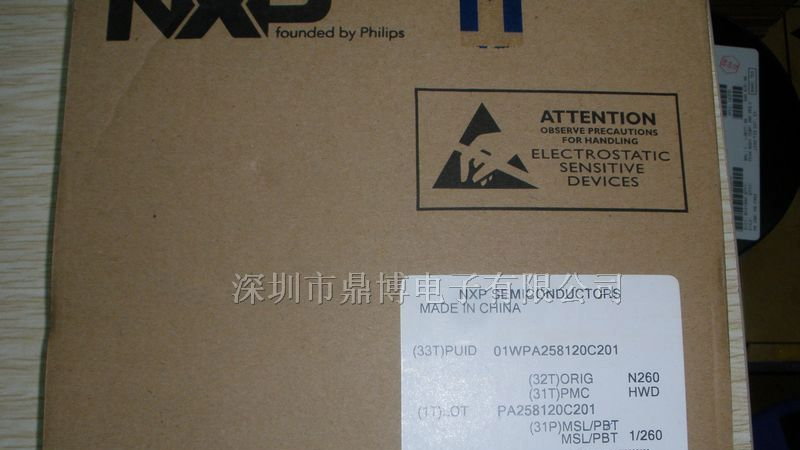 NXP
founded by Philips
ATTENTION
OBSERVE PRECAUTIONS
FOR HANDLING
ELECTROSTATIC
SENSITIVE
DEVICES
深圳市鼎博电子有限公司
NXP SEMICONDUCTORS
MADE IN CHINA
(33T)PUID 01WPA258120C201
(32T)ORIG N260
(31T)PMC HWD
(1T)LOT PA258120C201
(31P)MSL/PBT
MSL/PBT 1/260